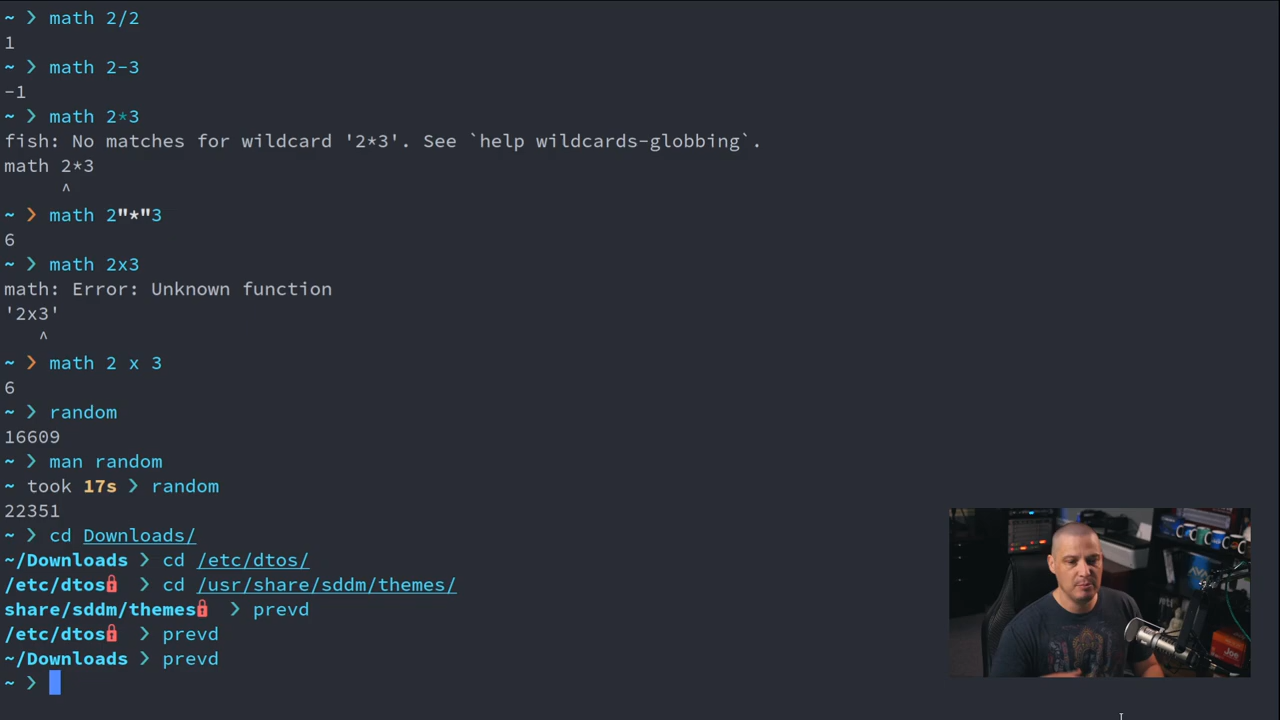 ~ ❯ math 2/2
1
~ ❯ math 2-3
-1
~ ❯ math 2*3
fish: No matches for wildcard '2*3'. See `help wildcards-globbing`.
math 2*3
^
~ ❯ math 2"*"3
6
~ ❯ math 2x3
math: Error: Unknown function
'2x3'
^
~ ❯ math 2 x 3
6
~ ❯ random
16609
~ ❯ man random
~ took 17s ❯ random
22351
~ ❯ cd Downloads/
~/Downloads ❯ cd /etc/dtos/
/etc/dtos🔒 ❯ cd /usr/share/sddm/themes/
share/sddm/themes🔒 ❯ prevd
/etc/dtos🔒 ❯ prevd
~/Downloads ❯ prevd
~ ❯